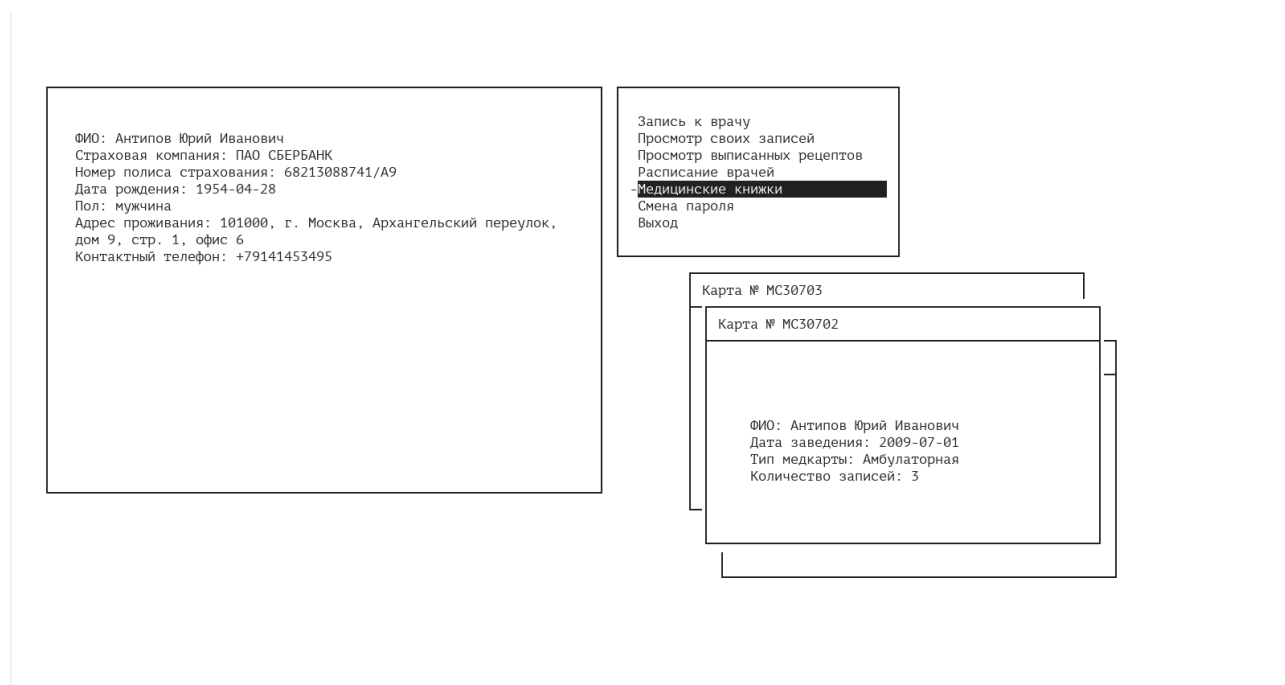 ФИО: Антипов Юрий Иванович
Страховая компания: ПАО СБЕРБАНК
Номер полиса страхования: 68213088741/A9
Дата рождения: 1954-04-28
Пол: мужчина
Адрес проживания: 101000, г. Москва, Архангельский переулок,
дом 9, стр. 1, офис 6
Контактный телефон: +79141453495
Запись к врачу
Просмотр своих записей
Просмотр выписанных рецептов
Расписание врачей
-Медицинские книжки
Смена пароля
Выход
Карта № МС30703
Карта № МС30702
ФИО: Антипов Юрий Иванович
Дата заведения: 2009-07-01
Тип медкарты: Амбулаторная
Количество записей: 3